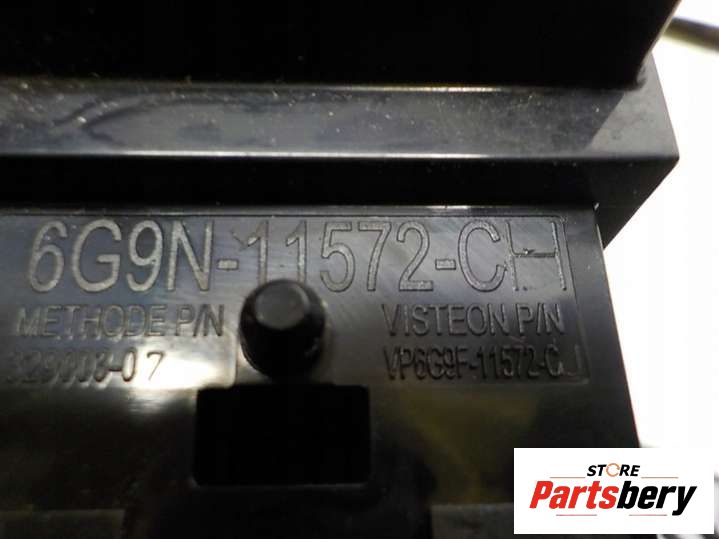 6G9N-11572-CH
METHODE P/N
VISTEON P/N
VP6G9F-11572-CJ
STORE
Partsbery